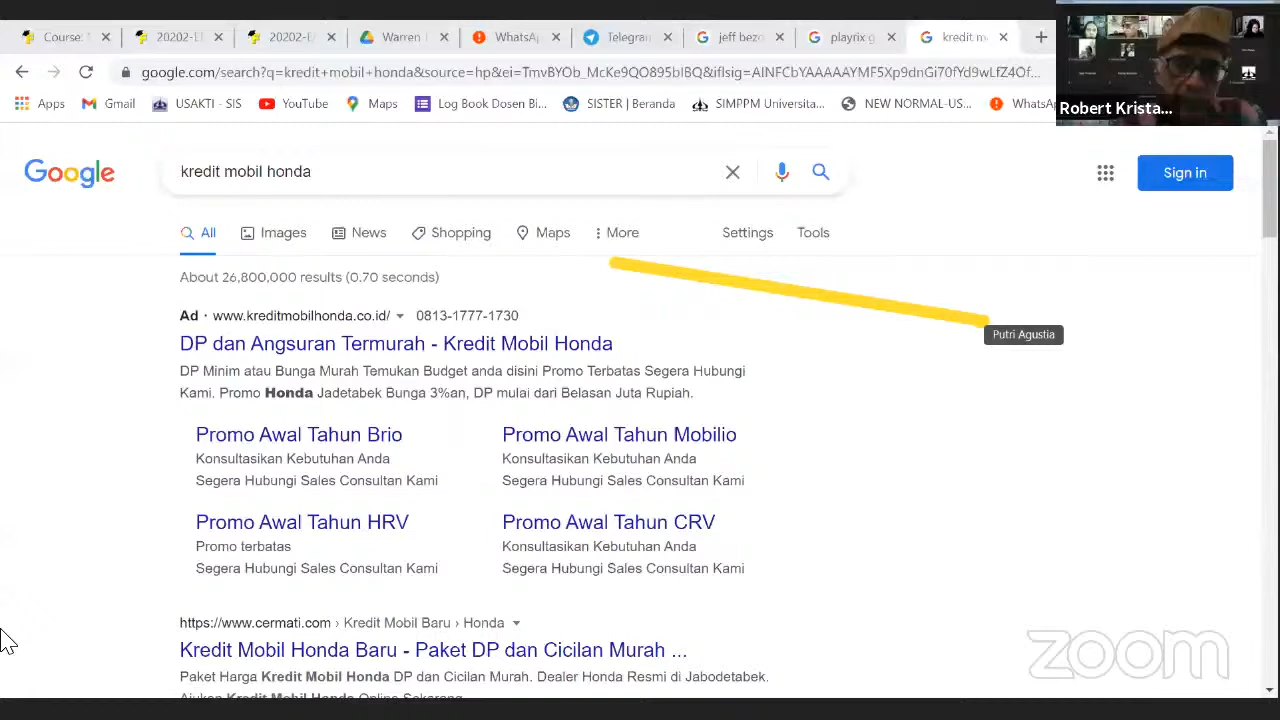 Course: 
20202-E
20202-E
WhatsA
Telegran
jeff bez
playrix g
kredit m
google.com/search?q=kredit+mobil+honda&source=hp&ei=TmvBYOb_McKe9QO895bIBQ&iflsig=AINFCbYAAAAAYMF5Xp9dnGi70fYd9wLfZ4Of...
Apps
Gmail
USAKTI - SIS
YouTube
Maps
Log Book Dosen Bi...
SISTER | Beranda
SIMPPM Universita...
NEW NORMAL-US...
WhatsA
Robert Krista...
Google
kredit mobil honda
Sign in
All
Images
News
Shopping
Maps
More
Settings
Tools
About 26,800,000 results (0.70 seconds)
Ad · www.kreditmobilhonda.co.id/ 0813-1777-1730
Putri Agustia
DP dan Angsuran Termurah - Kredit Mobil Honda
DP Minim atau Bunga Murah Temukan Budget anda disini Promo Terbatas Segera Hubungi
Kami. Promo Honda Jadetabek Bunga 3%an, DP mulai dari Belasan Juta Rupiah.
Promo Awal Tahun Brio
Konsultasikan Kebutuhan Anda
Segera Hubungi Sales Consultan Kami
Promo Awal Tahun Mobilio
Konsultasikan Kebutuhan Anda
Segera Hubungi Sales Consultan Kami
Promo Awal Tahun HRV
Promo terbatas
Segera Hubungi Sales Consultan Kami
Promo Awal Tahun CRV
Konsultasikan Kebutuhan Anda
Segera Hubungi Sales Consultan Kami
https://www.cermati.com › Kredit Mobil Baru › Honda
Kredit Mobil Honda Baru - Paket DP dan Cicilan Murah ...
Paket Harga Kredit Mobil Honda DP dan Cicilan Murah. Dealer Honda Resmi di Jabodetabek.
Ajukan Kredit Mobil Honda Online Sekarang
zoom